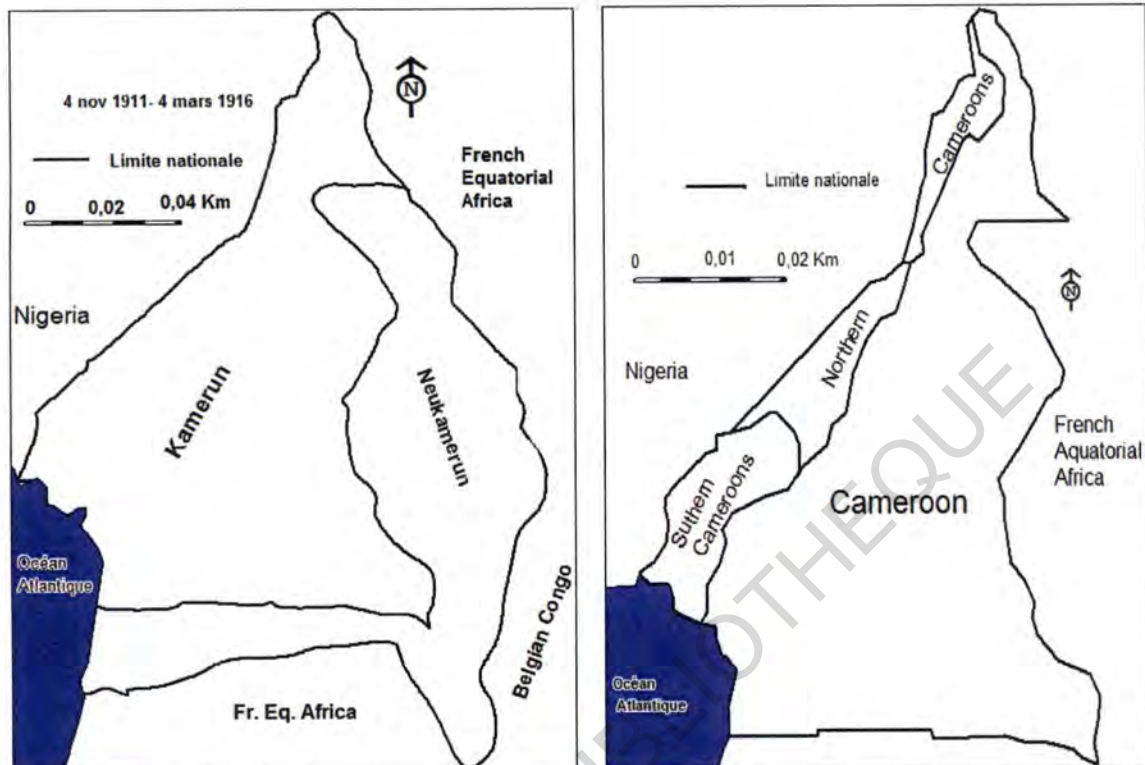 4 nov 1911- 4 mars 1916
N
Limite nationale
0 0,02 0,04 Km
French
Equatorial
Africa
Nigeria
Kamerun
Neukamerun
Océan
Atlantique
Belgian Congo
Fr. Eq. Africa
Cameroons
Limite nationale
0 0,01 0,02 Km
N
Northern
Nigeria
French
Aquatorial
Africa
Suthern
Cameroons
Cameroon
Océan
Atlantique
BIBLIOTHEQUE